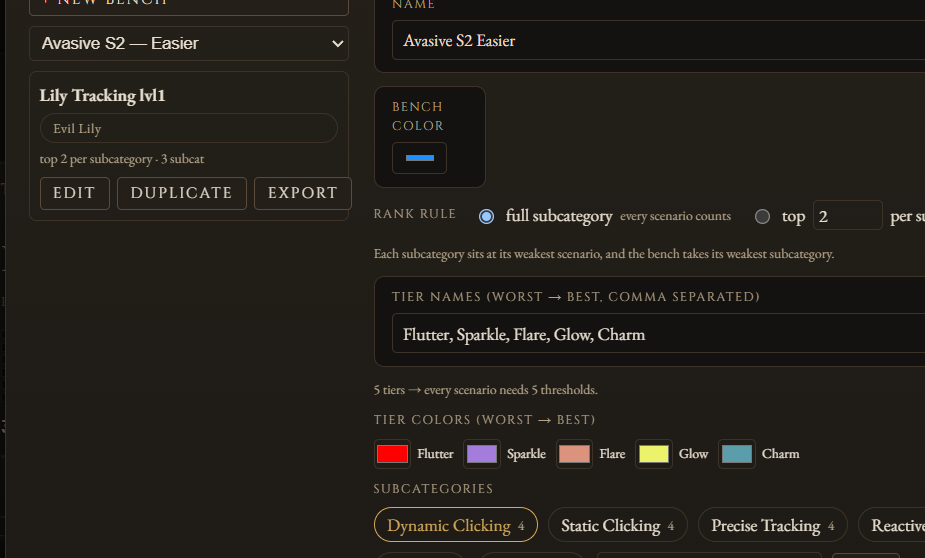 + NEW BENCH
Avasive S2 — Easier
Lily Tracking lvl1
Evil Lily
top 2 per subcategory · 3 subcat
EDIT DUPLICATE EXPORT
NAME
Avasive S2 Easier
BENCH
COLOR
RANK RULE full subcategory every scenario counts top 2 per
Each subcategory sits at its weakest scenario, and the bench takes its weakest subcategory.
TIER NAMES (WORST → BEST, COMMA SEPARATED)
Flutter, Sparkle, Flare, Glow, Charm
5 tiers → every scenario needs 5 thresholds.
TIER COLORS (WORST → BEST)
Flutter Sparkle Flare Glow Charm
SUBCATEGORIES
Dynamic Clicking 4 Static Clicking 4 Precise Tracking 4 Reactive